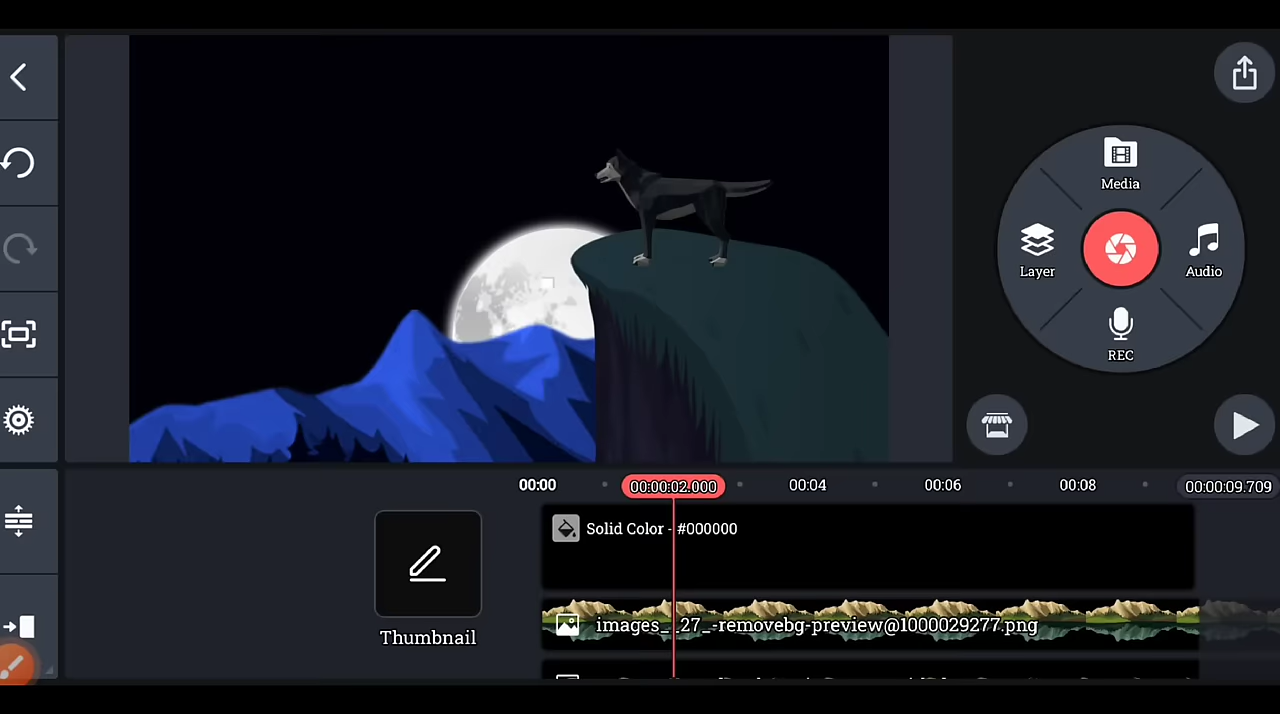 Media
Layer
Audio
REC
00:00
00:00:02.000
00:04
00:06
00:08
00:00:09.709
Solid Color - #000000
images__27_-removebg-preview@1000029277.png
Thumbnail